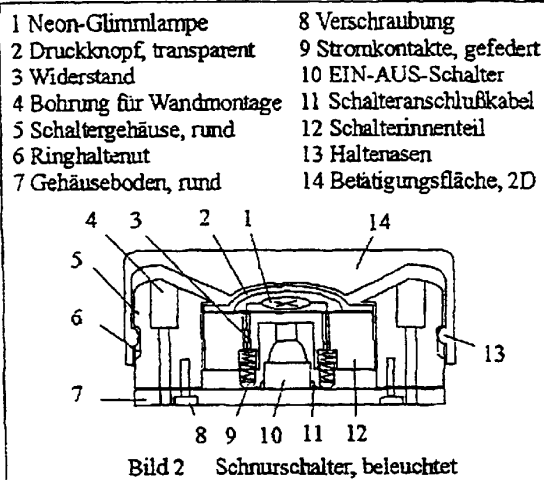 1 Neon-Glimmlampe
2 Druckknopf, transparent
3 Widerstand
4 Bohrung für Wandmontage
5 Schaltergehäuse, rund
6 Ringhaltenut
7 Gehäuseboden, rund
8 Verschraubung
9 Stromkontakte, gefedert
10 EIN-AUS-Schalter
11 Schalteranschlußkabel
12 Schalterinnenteil
13 Haltenasen
14 Betätigungsfläche, 2D
4 3 2 1 14
5
6
13
7
8 9 10 11 12
Bild 2 Schnurschalter, beleuchtet